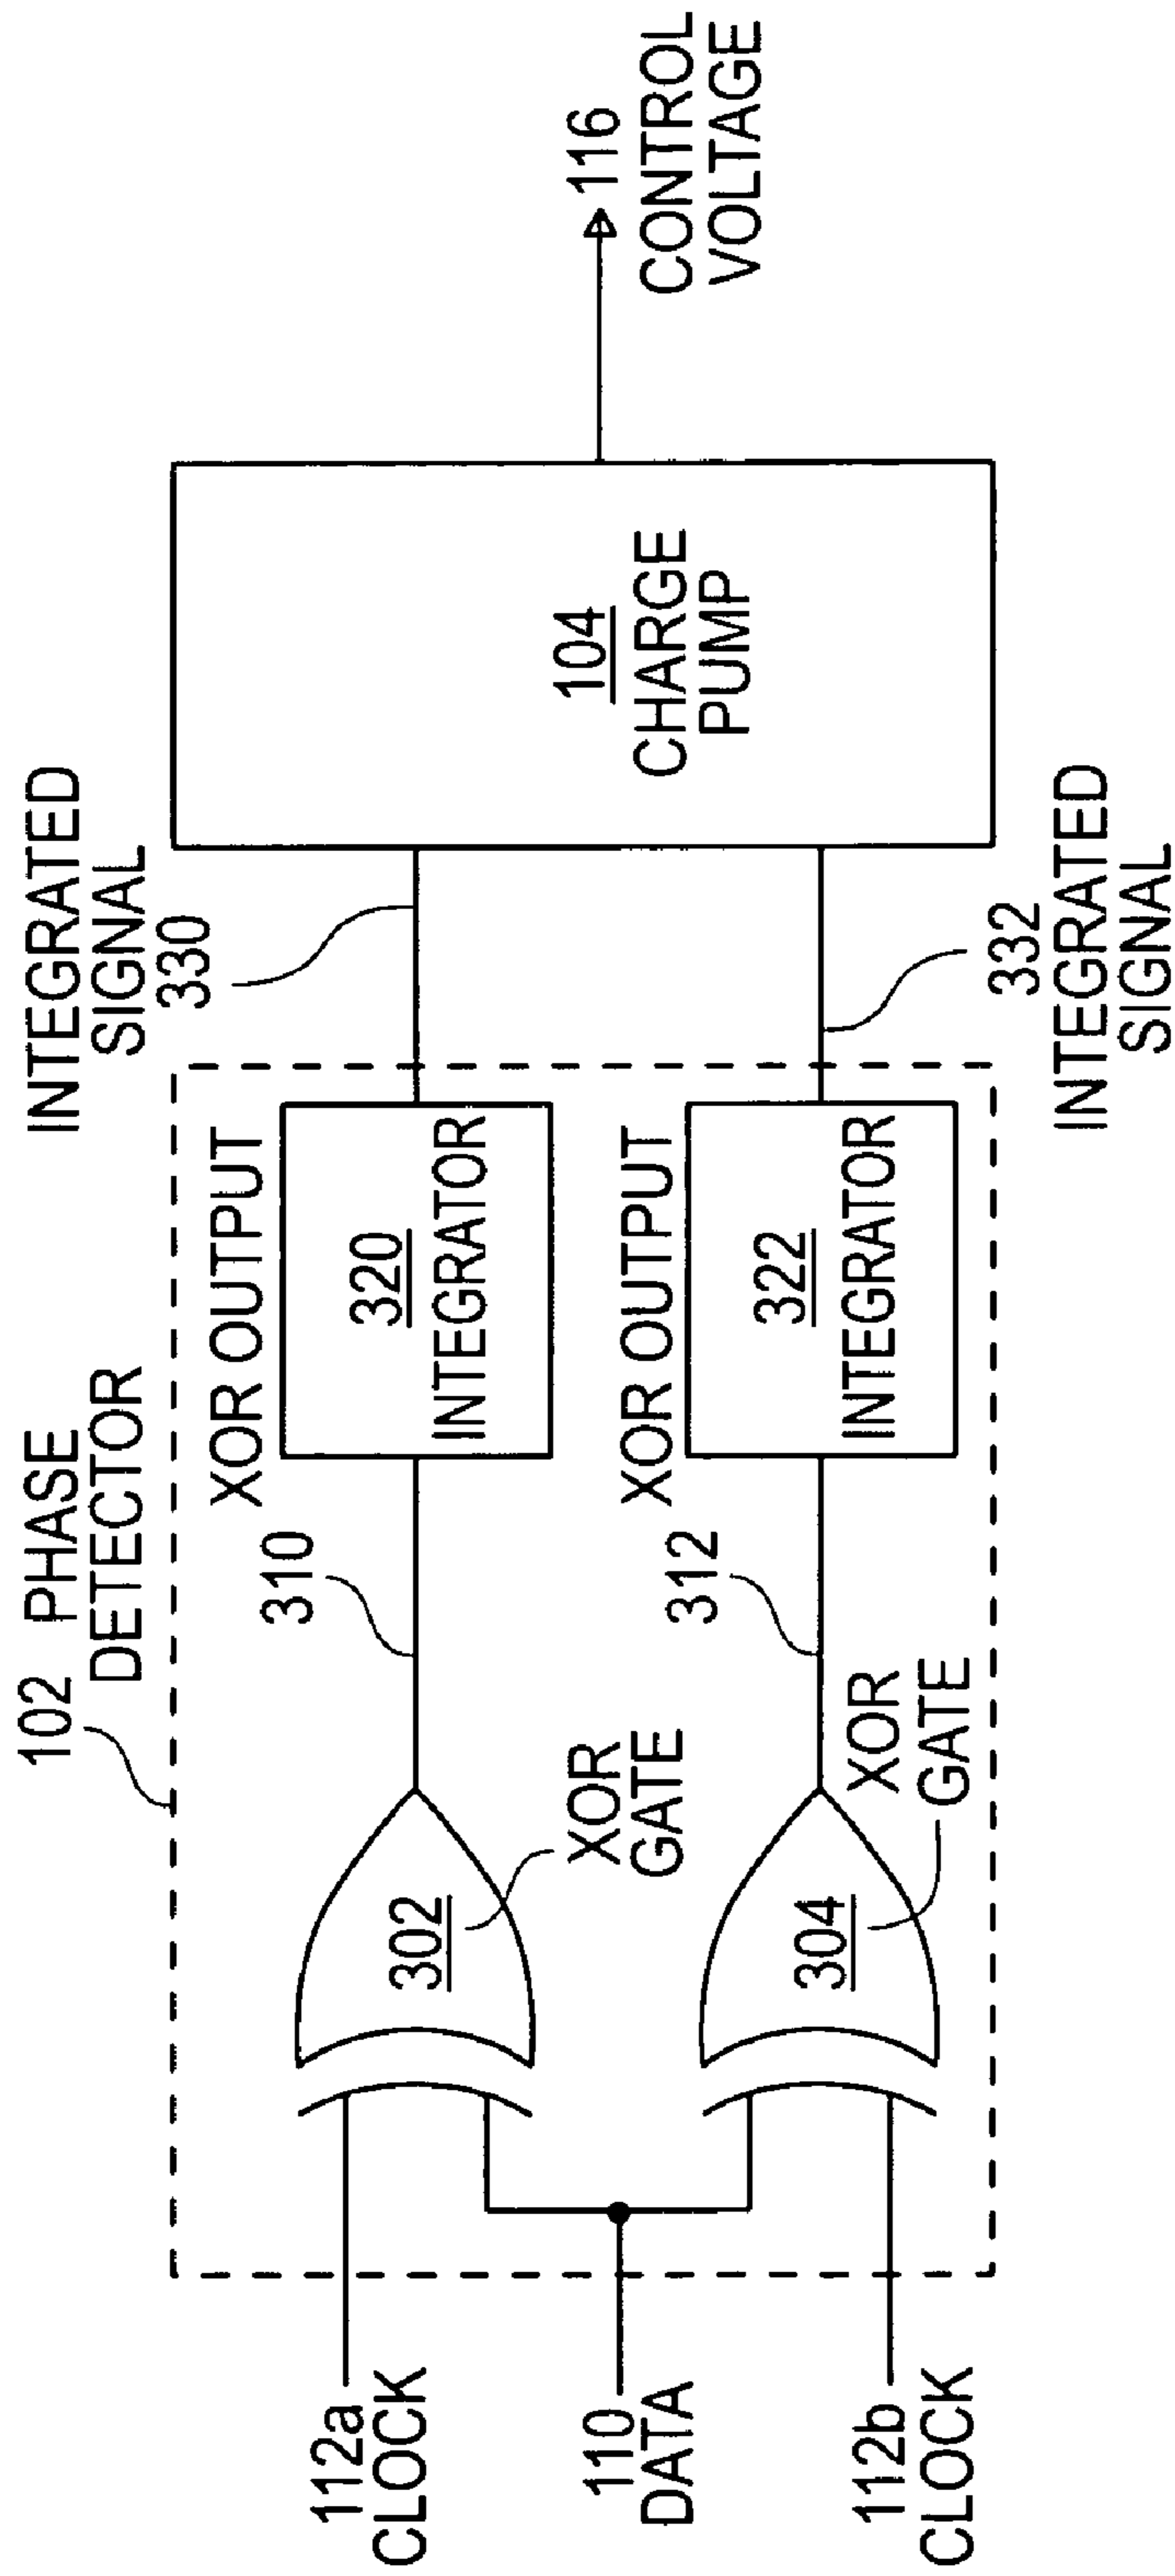 102 PHASE
DETECTOR
INTEGRATED
SIGNAL
330
112a
CLOCK
302
XOR
GATE
310
XOR OUTPUT
320
INTEGRATOR
110
DATA
104
CHARGE
PUMP
116
CONTROL
VOLTAGE
112b
CLOCK
304
XOR
GATE
312
XOR OUTPUT
322
INTEGRATOR
332
INTEGRATED
SIGNAL